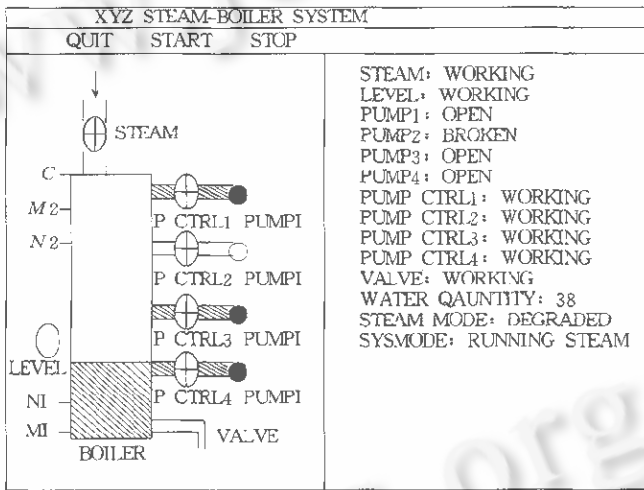 XYZ STEAM-BOILER SYSTEM
QUIT START STOP
STEAM
C
M2
N2
P CTRL1 PUMPI
P CTRL2 PUMPI
P CTRL3 PUMPI
LEVEL
P CTRL4 PUMPI
NI
MI
VALVE
BOILER
STEAM: WORKING
LEVEL: WORKING
PUMP1: OPEN
PUMP2: BROKEN
PUMP3: OPEN
PUMP4: OPEN
PUMP CTRL1: WORKING
PUMP CTRL2: WORKING
PUMP CTRL3: WORKING
PUMP CTRL4: WORKING
VALVE: WORKING
WATER QAUNTITY: 38
STEAM MODE: DEGRADED
SYSMODE: RUNNING STEAM